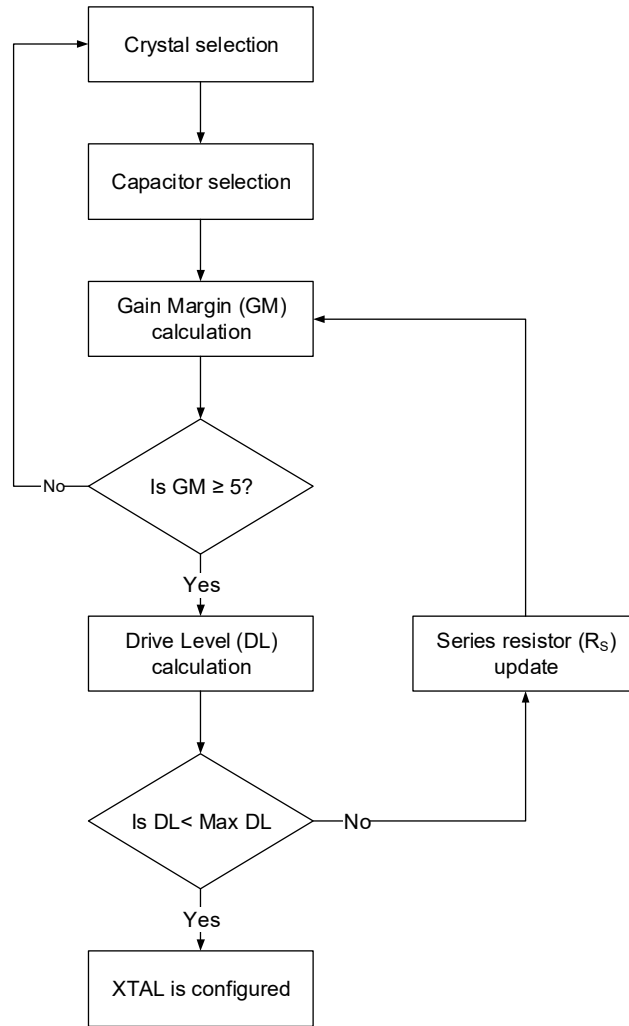 Crystal selection
Capacitor selection
Gain Margin (GM)
calculation
Is GM ≥ 5?
No
Yes
Drive Level (DL)
calculation
Series resistor (RS)
update
Is DL< Max DL
No
Yes
XTAL is configured